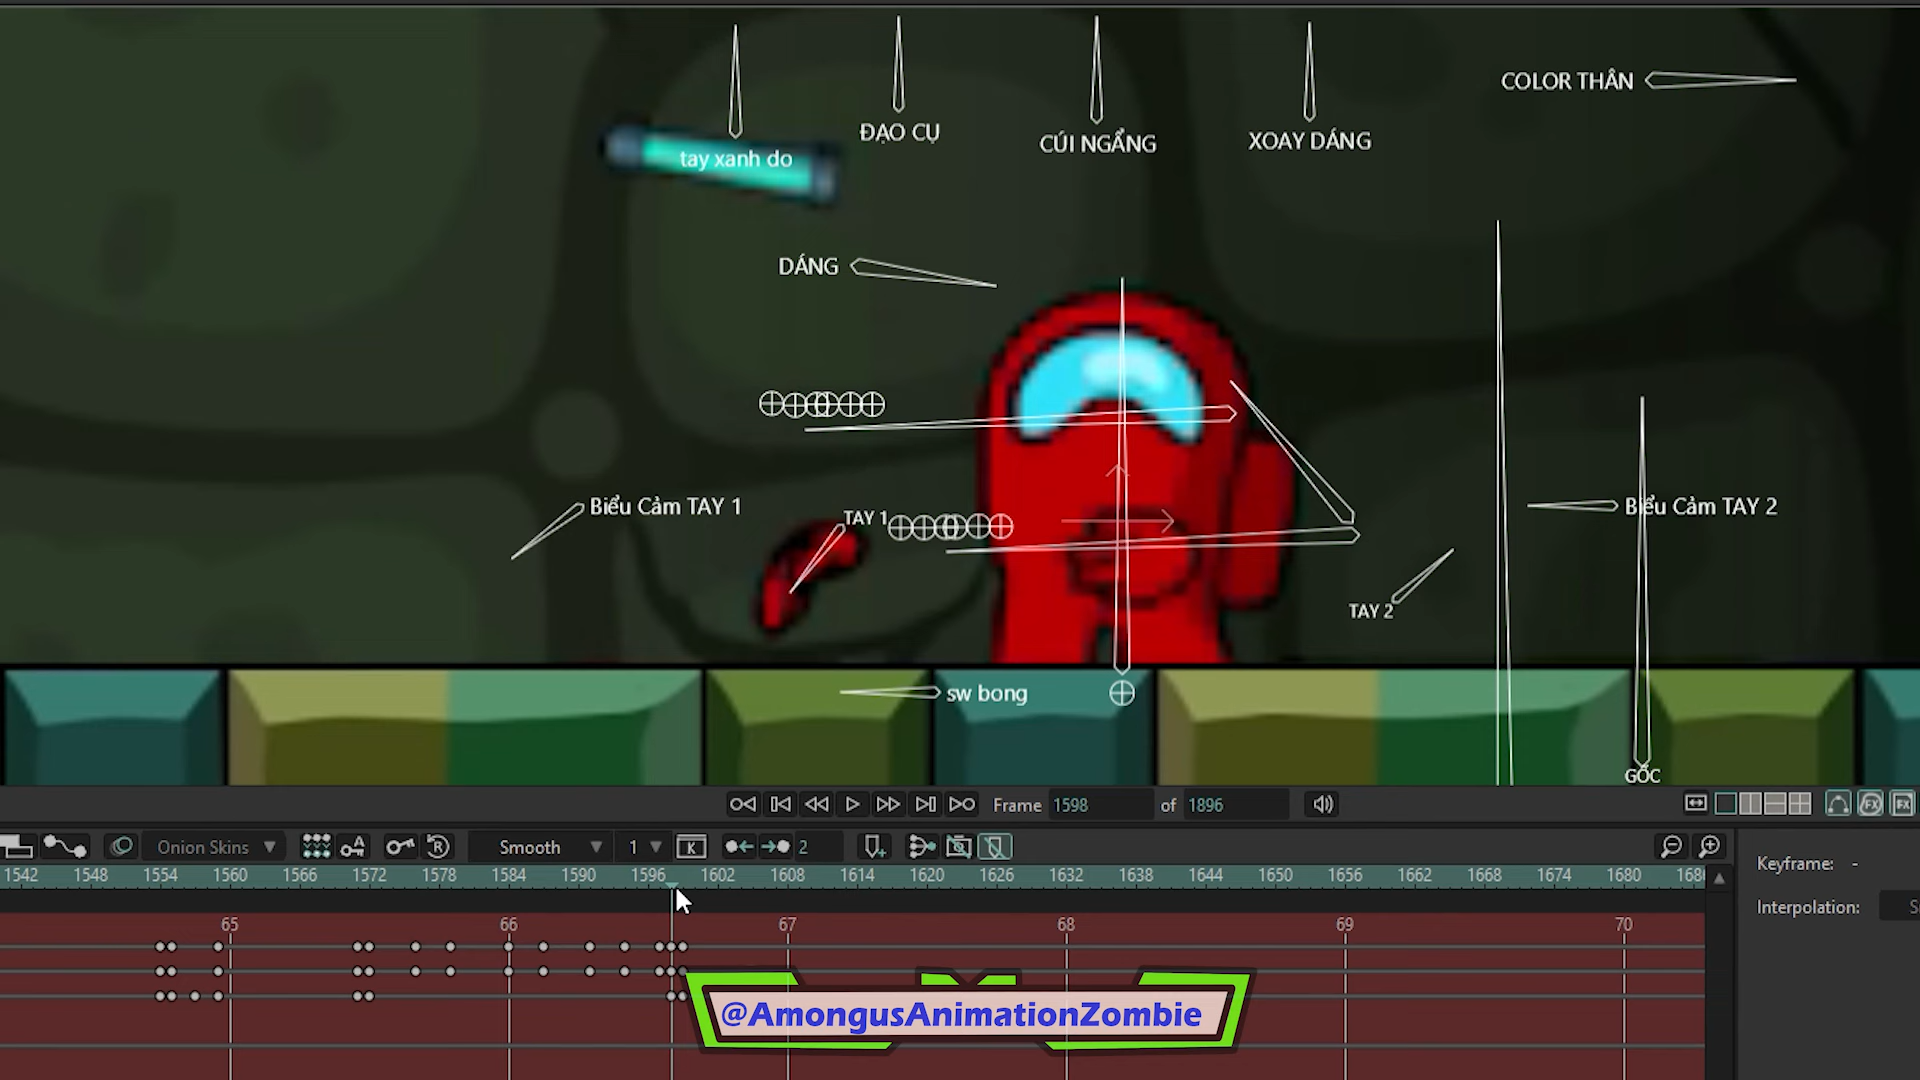 COLOR THÂN
ĐẠO CỤ
CÚI NGẨNG
XOAY DÁNG
tay xanh do
DÁNG
Biểu Cảm TAY 1
TAY 1
Biểu Cảm TAY 2
TAY 2
sw bong
GỐC
Frame 1598 of 1896
Onion Skins
Smooth
1
K
2
FX
FX
Keyframe: -
1542 1548 1554 1560 1566 1572 1578 1584 1590 1596 1602 1608 1614 1620 1626 1632 1638 1644 1650 1656 1662 1668 1674 1680
Interpolation:
65 66 67 68 69 70
@AmongusAnimationZombie